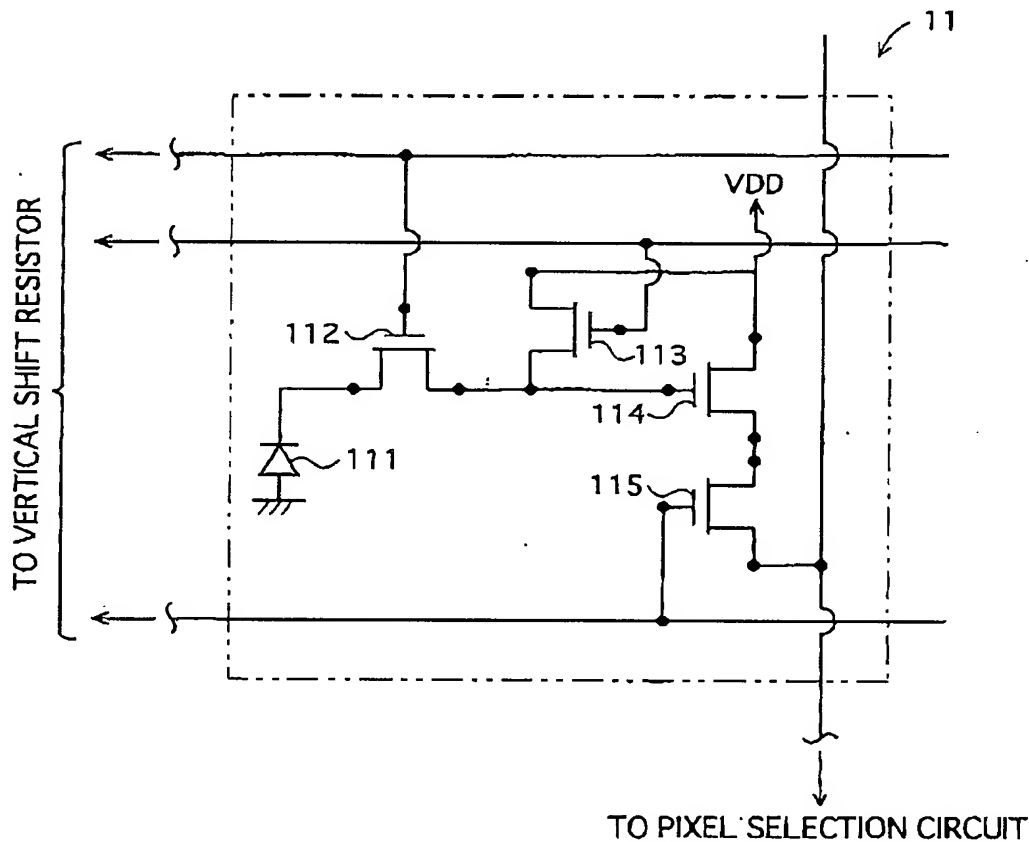 11
TO VERTICAL SHIFT RESISTOR
VDD
112
113
114
111
115
TO PIXEL SELECTION CIRCUIT